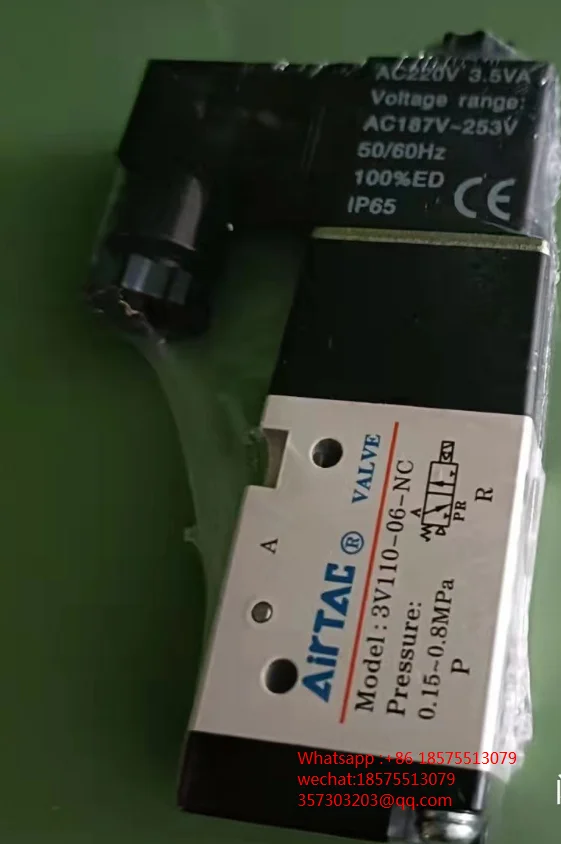 AC220V 3.5VA
Voltage range:
AC187V~253V
50/60Hz
100%ED
IP65 CE
AirTAC ® VALVE
Model: 3V110-06-NC
Pressure:
0.15~0.8MPa
A
P
R
A
PR
Whatsapp :+86 18575513079
wechat:18575513079
357303203@qq.com